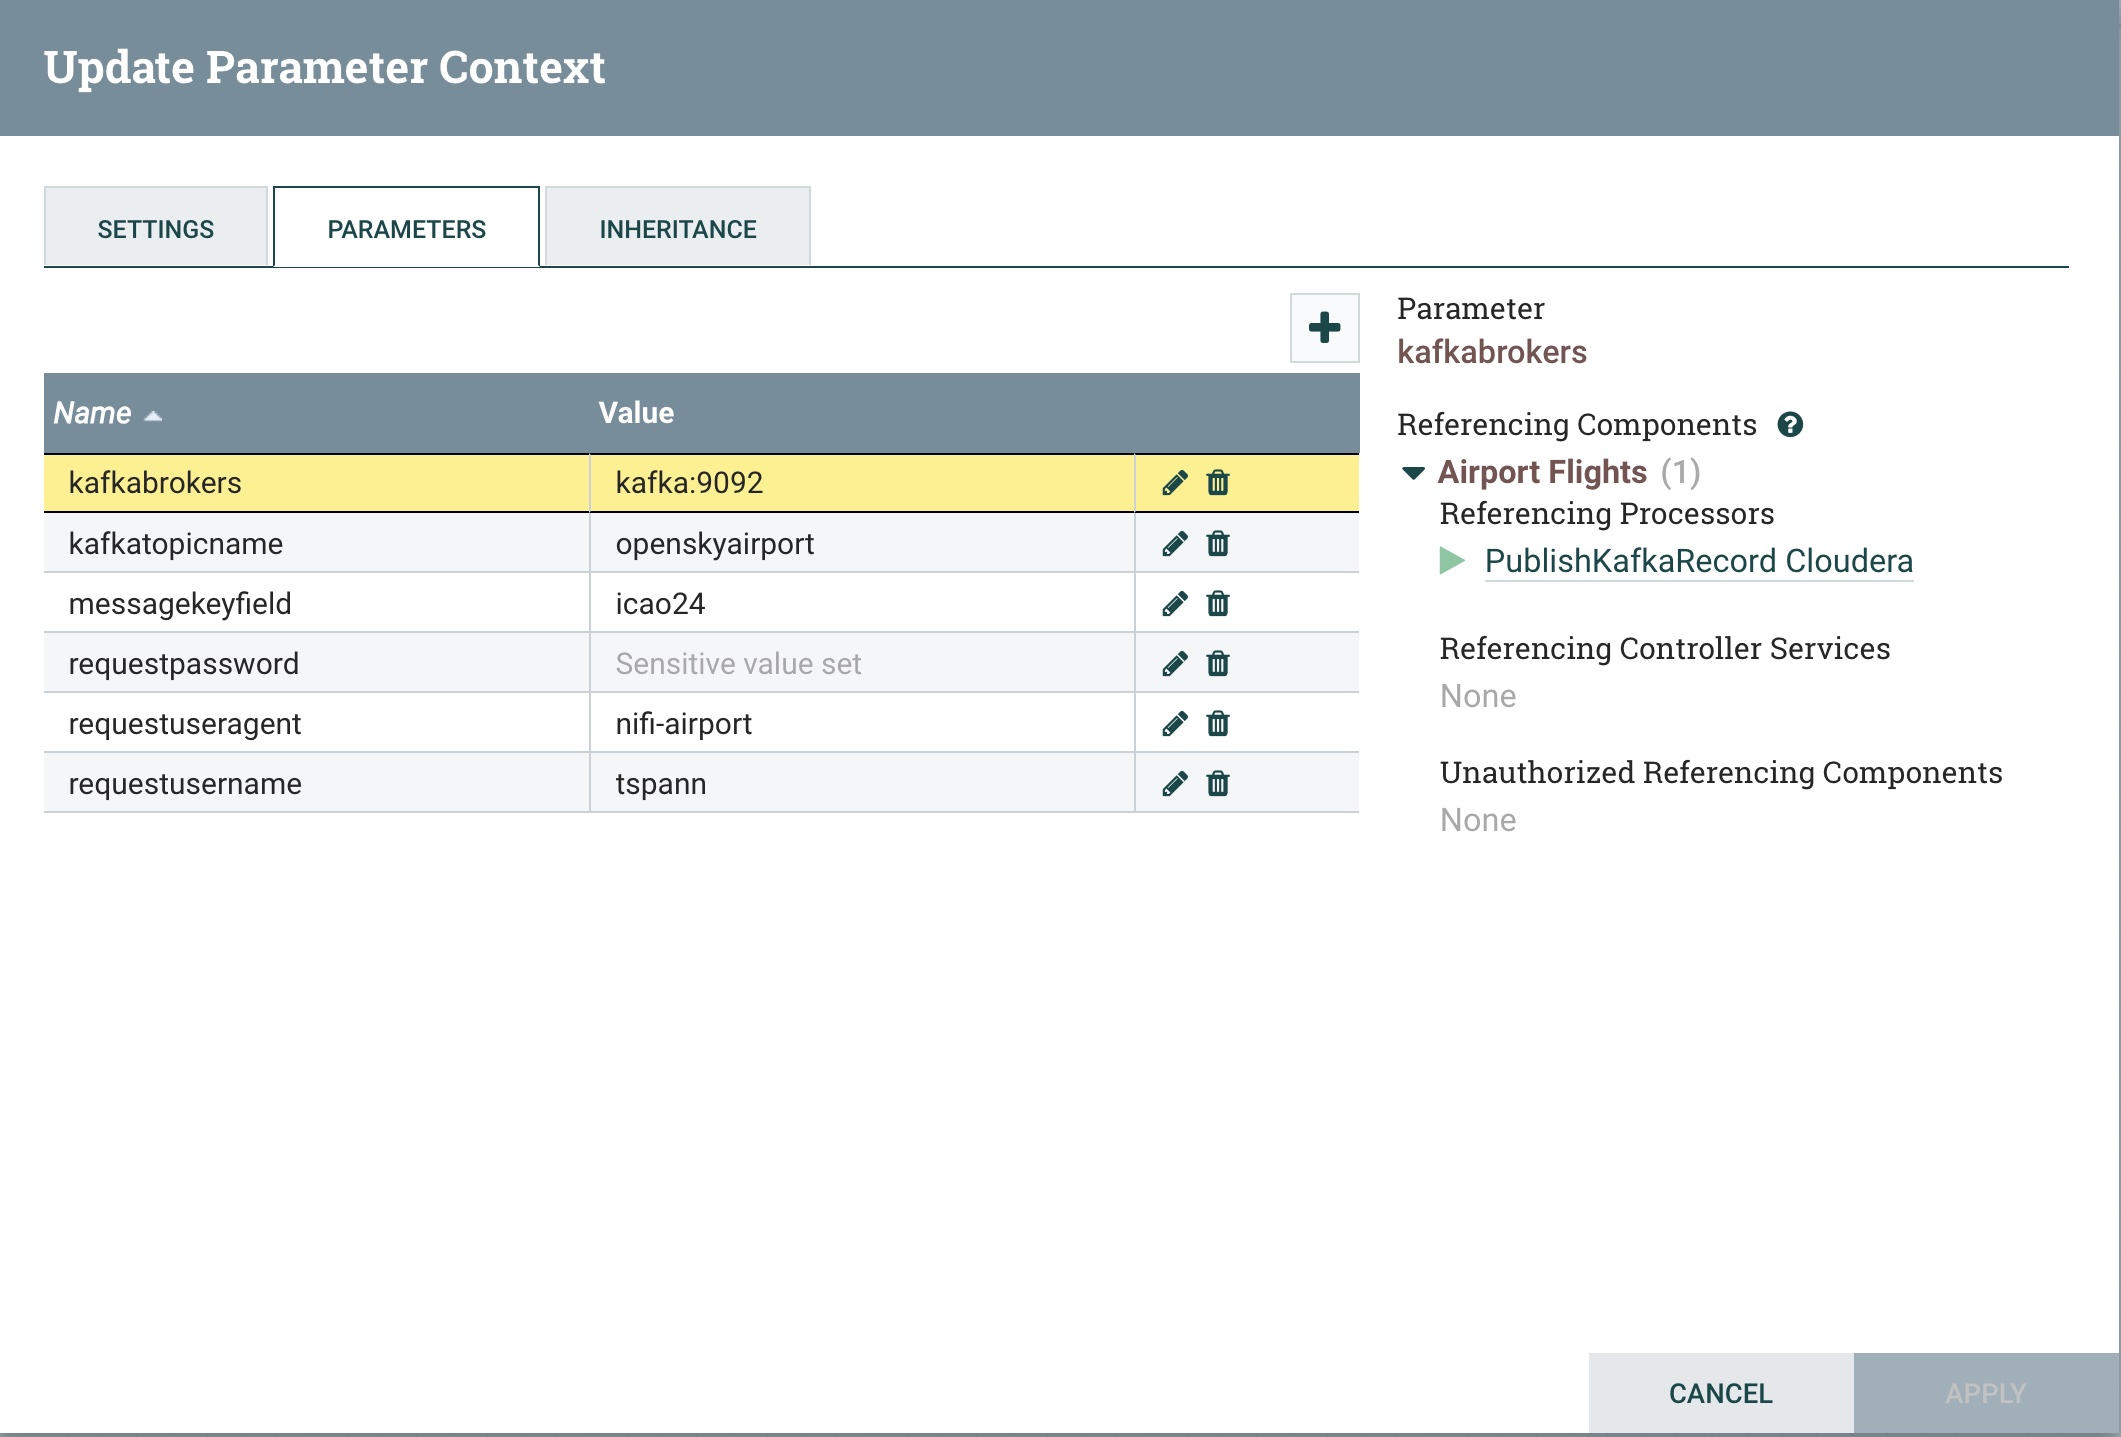 Update Parameter Context
SETTINGS PARAMETERS INHERITANCE
Name Value
kafkabrokers kafka:9092
kafkatopicname openskyairport
messagekeyfield icao24
requestpassword Sensitive value set
requestuseragent nifi-airport
requestusername tspann
Parameter
kafkabrokers
Referencing Components ?
Airport Flights (1)
Referencing Processors
PublishKafkaRecord Cloudera
Referencing Controller Services
None
Unauthorized Referencing Components
None
CANCEL APPLY